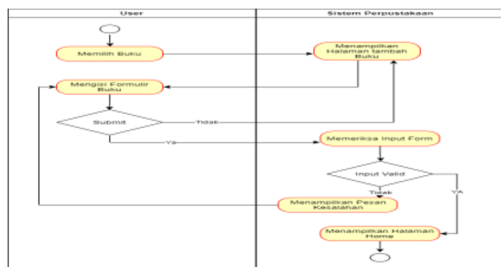 User
Sistem Perpustakaan
Memilih Buku
Menampilkan
Halaman tambah
Buku
Mengisi Formulir
Buku
Submit
Tidak
Ya
Memeriksa Input Form
Input Valid
Tidak
YA
Menampilkan Pesan
Kesalahan
Menampilkan Halaman
Home